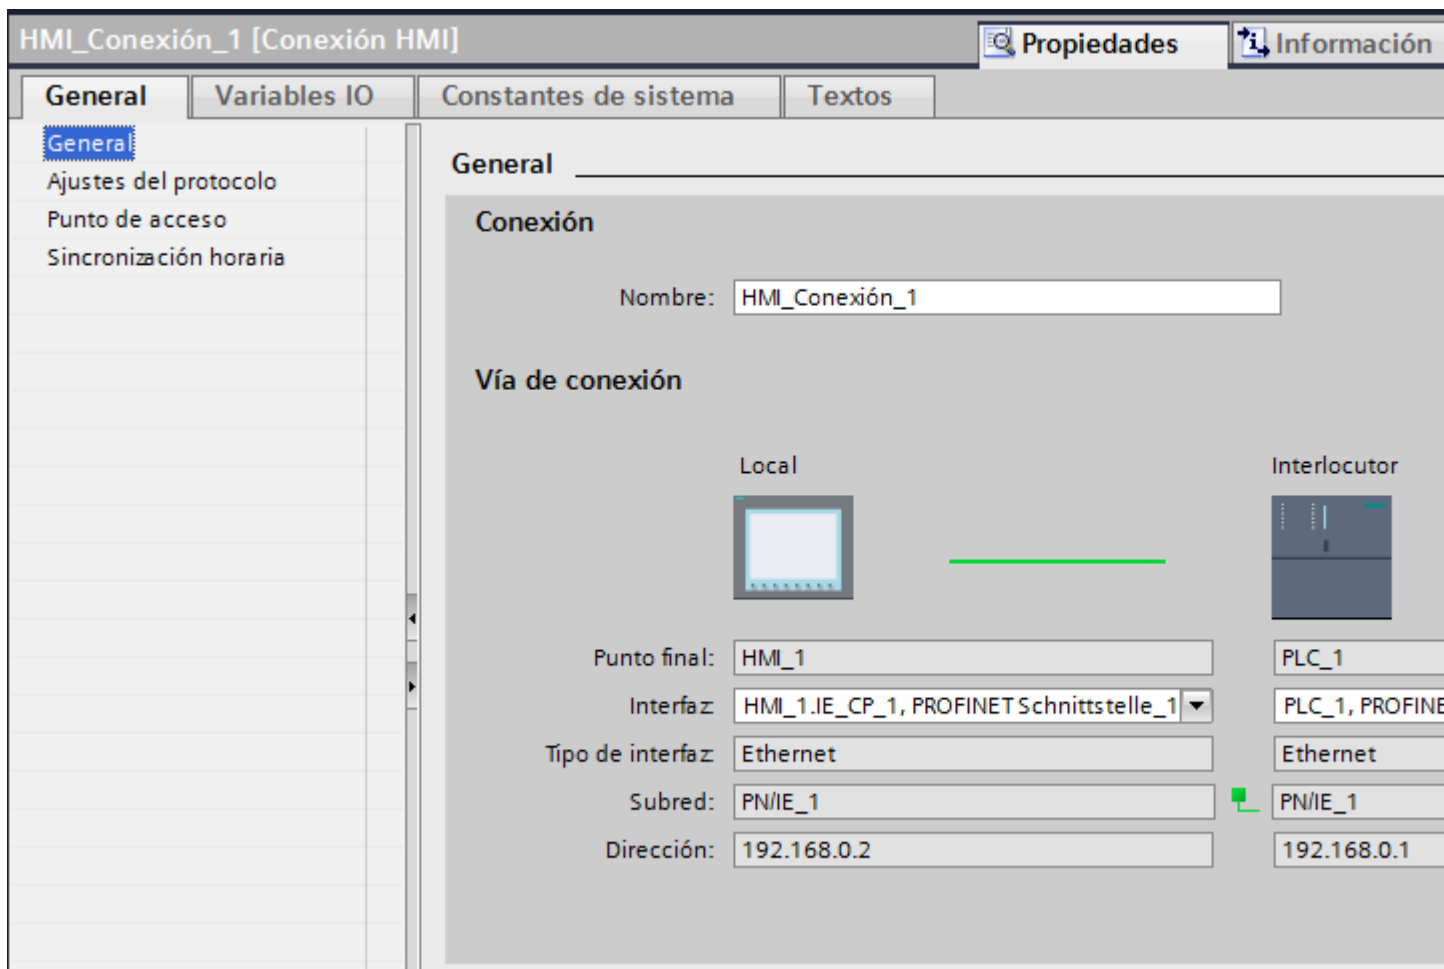 HMI_Conexión_1 [Conexión HMI]
Propiedades
Información
General
Variables IO
Constantes de sistema
Textos
General
Ajustes del protocolo
Punto de acceso
Sincronización horaria
General
Conexión
Nombre: HMI_Conexión_1
Vía de conexión
Local Interlocutor
Punto final: HMI_1 PLC_1
Interfaz HMI_1.IE_CP_1, PROFINET Schnittstelle_1 PLC_1, PROFINE
Tipo de interfaz Ethernet Ethernet
Subred: PN/IE_1 PN/IE_1
Dirección: 192.168.0.2 192.168.0.1